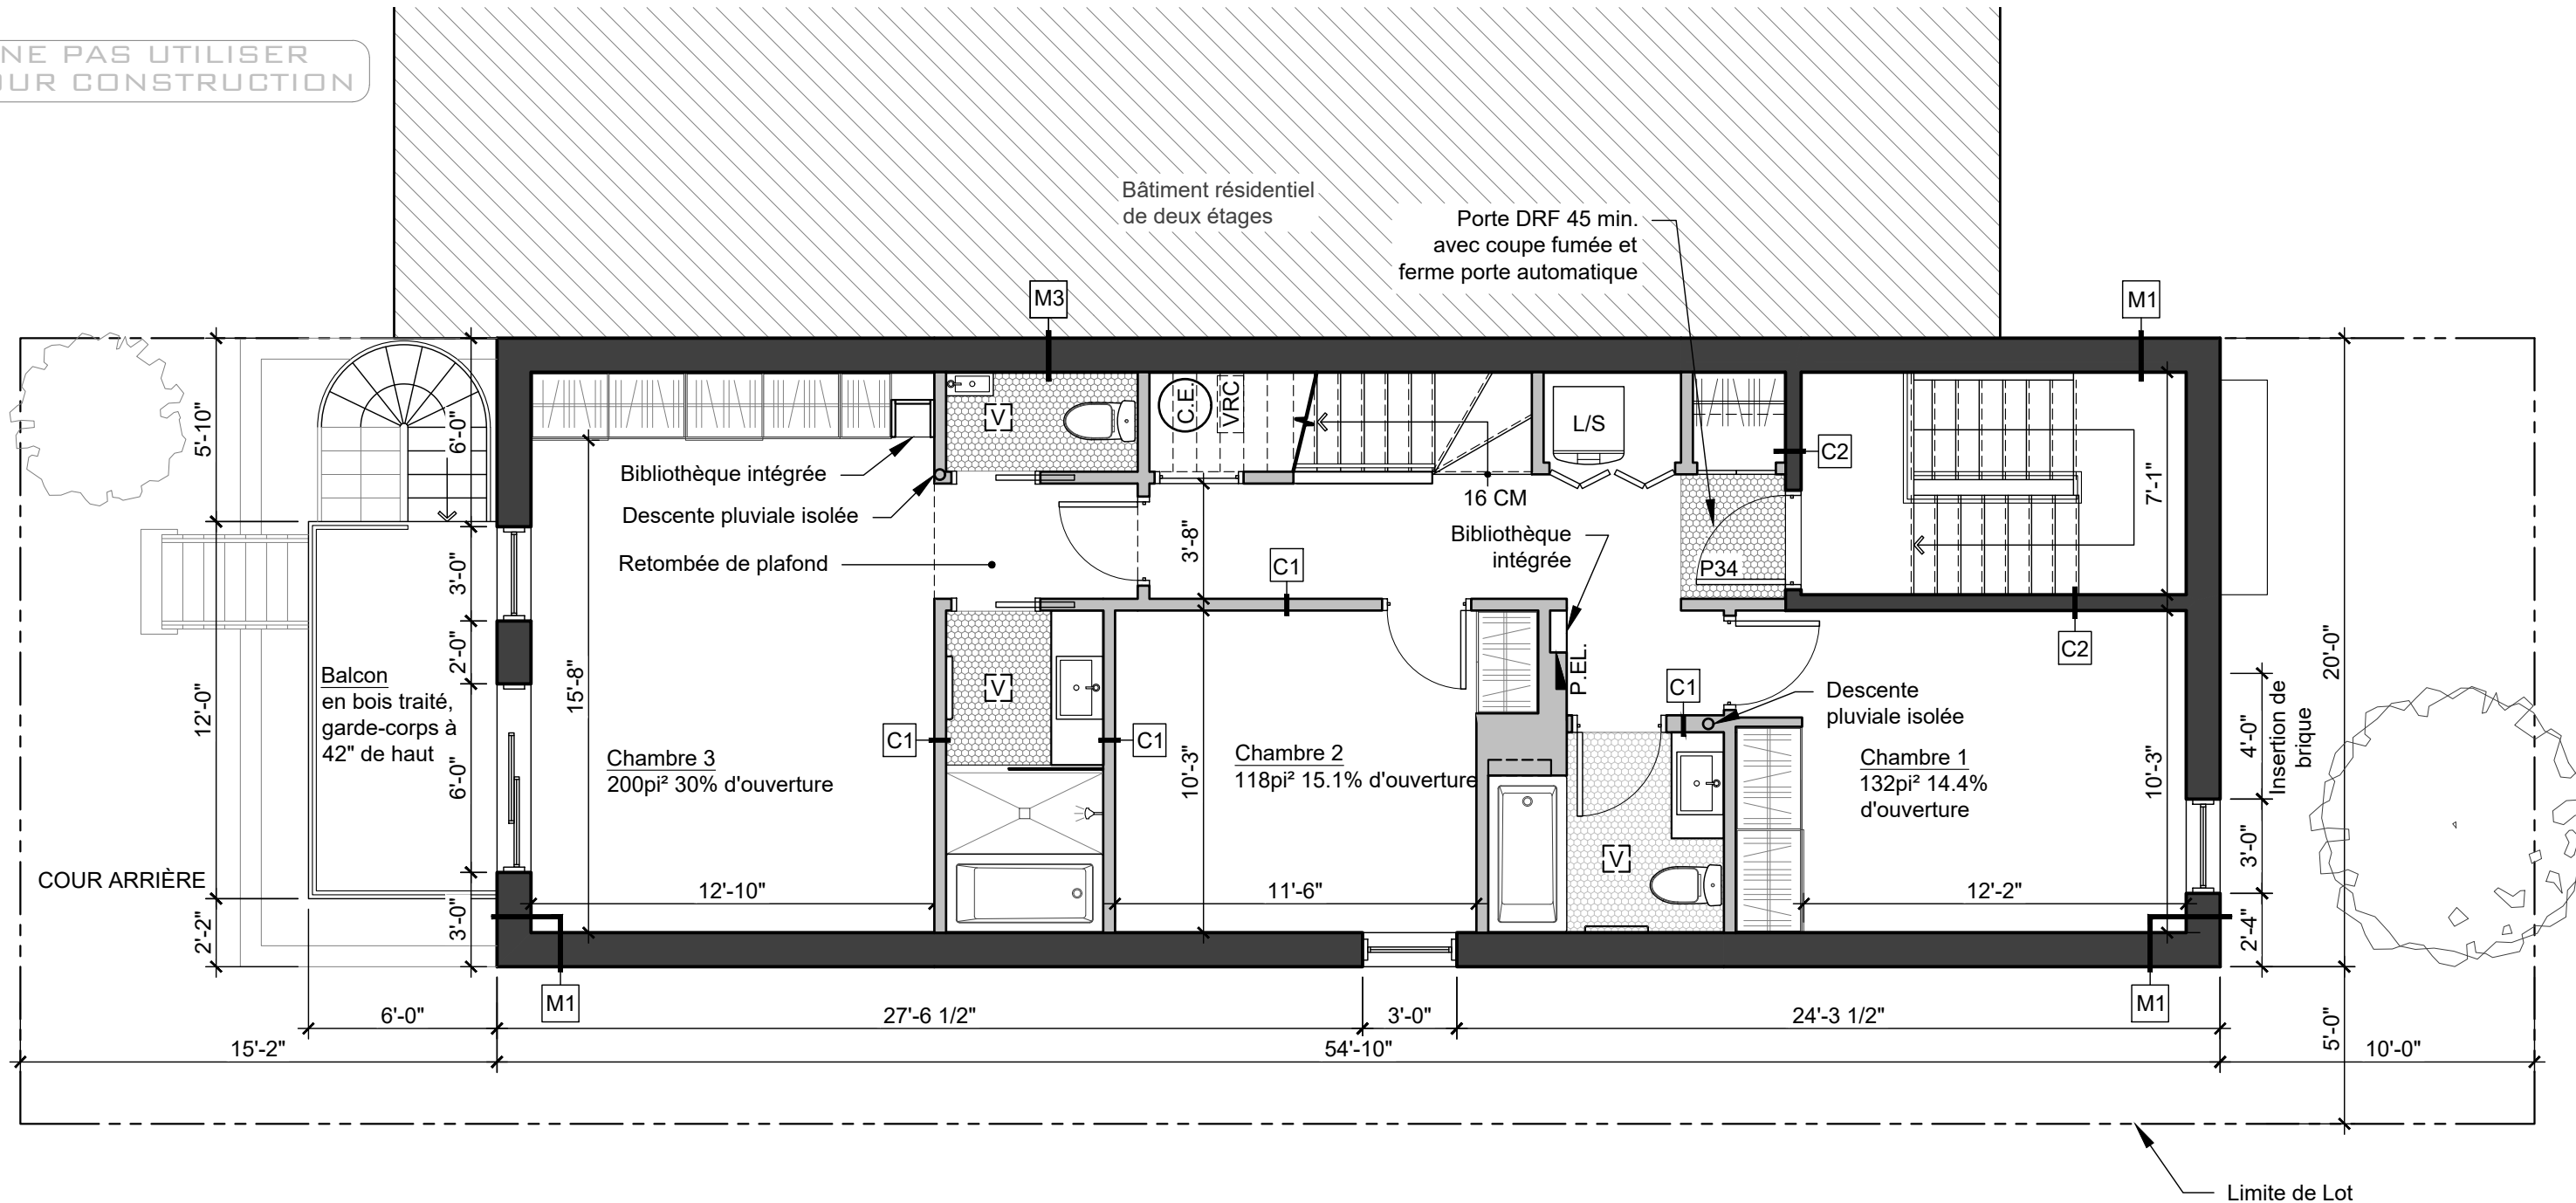 NE PAS UTILISER
OUR CONSTRUCTION
Bâtiment résidentiel
de deux étages
Porte DRF 45 min.
avec coupe fumée et
ferme porte automatique
M3
M1
5'-10"
6'-0"
V
C.E.
VRC
L/S
C2
7'-1"
Bibliothèque intégrée
Descente pluviale isolée
Retombée de plafond
16 CM
Bibliothèque
intégrée
3'-8"
C1
P34
3'-0"
2'-0"
12'-0"
15'-8"
Balcon
en bois traité,
garde-corps à
42" de haut
6'-0"
V
C1
C1
P.EL.
C1
C2
Descente
pluviale isolée
20'-0"
4'-0"
Insertion de
brique
Chambre 3
200pi² 30% d'ouverture
10'-3"
Chambre 2
118pi² 15.1% d'ouverture
Chambre 1
132pi² 14.4%
d'ouverture
10'-3"
3'-0"
V
COUR ARRIÈRE
12'-10"
11'-6"
12'-2"
2'-2"
3'-0"
2'-4"
M1
M1
6'-0"
27'-6 1/2"
3'-0"
24'-3 1/2"
5'-0"
15'-2"
54'-10"
10'-0"
Limite de Lot